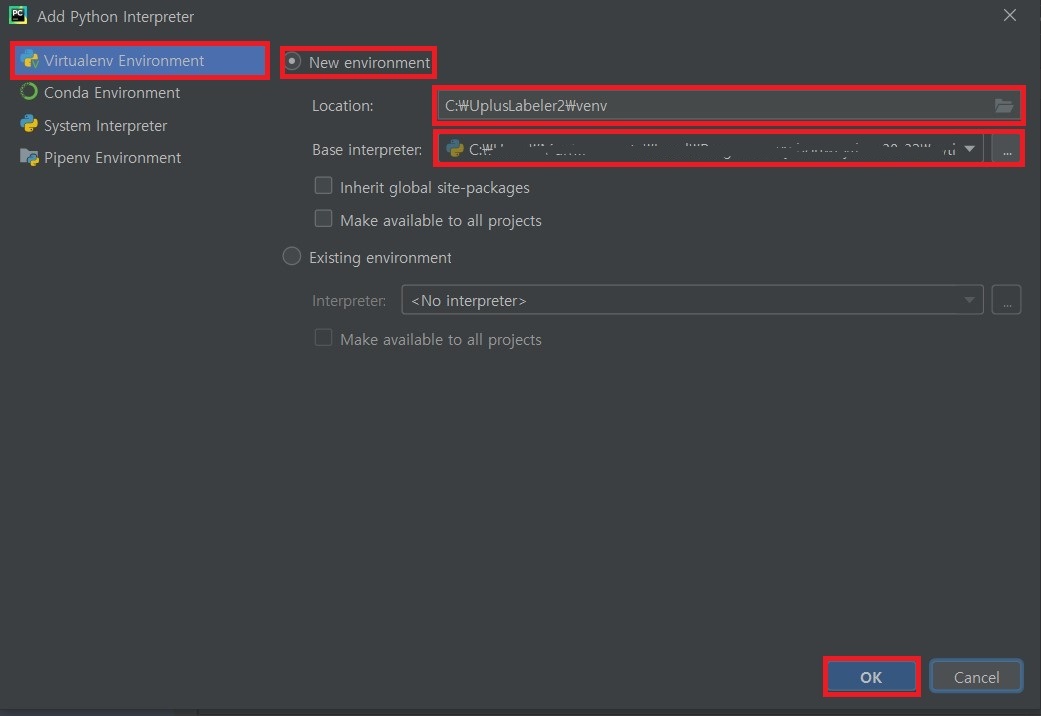 Add Python Interpreter
Virtualenv Environment
Conda Environment
System Interpreter
Pipenv Environment
New environment
Location: C:₩UplusLabeler2₩venv
Base interpreter: ...
Inherit global site-packages
Make available to all projects
Existing environment
Interpreter: <No interpreter> ...
Make available to all projects
OK Cancel